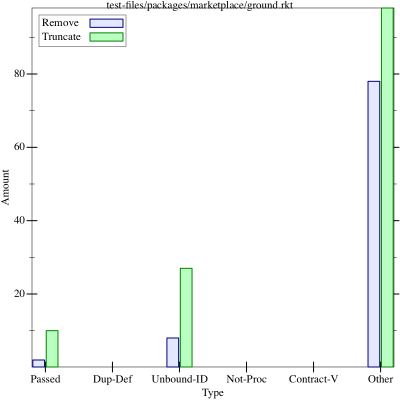 test-files/packages/marketplace/ground.rkt
Remove
Truncate
80
60
40
20
Amount
Passed Dup-Def Unbound-ID Not-Proc Contract-V Other
Type